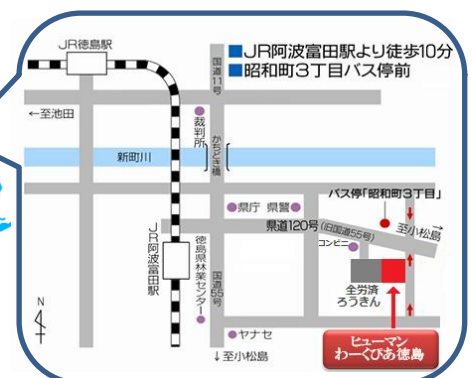 JR徳島駅
国道11号
■JR阿波富田駅より徒歩10分
■昭和町3丁目バス停前
←至池田
裁判所
かちどき橋
新町川
バス停「昭和町3丁目」
県庁 県警
県道120号(旧国道55号)
至小松島→
コンビニ
JR阿波富田駅
徳島県林業センター
国道55号
全労済
ろうきん
N
ヤナセ
↓至小松島
ヒューマン
わーくぴあ徳島